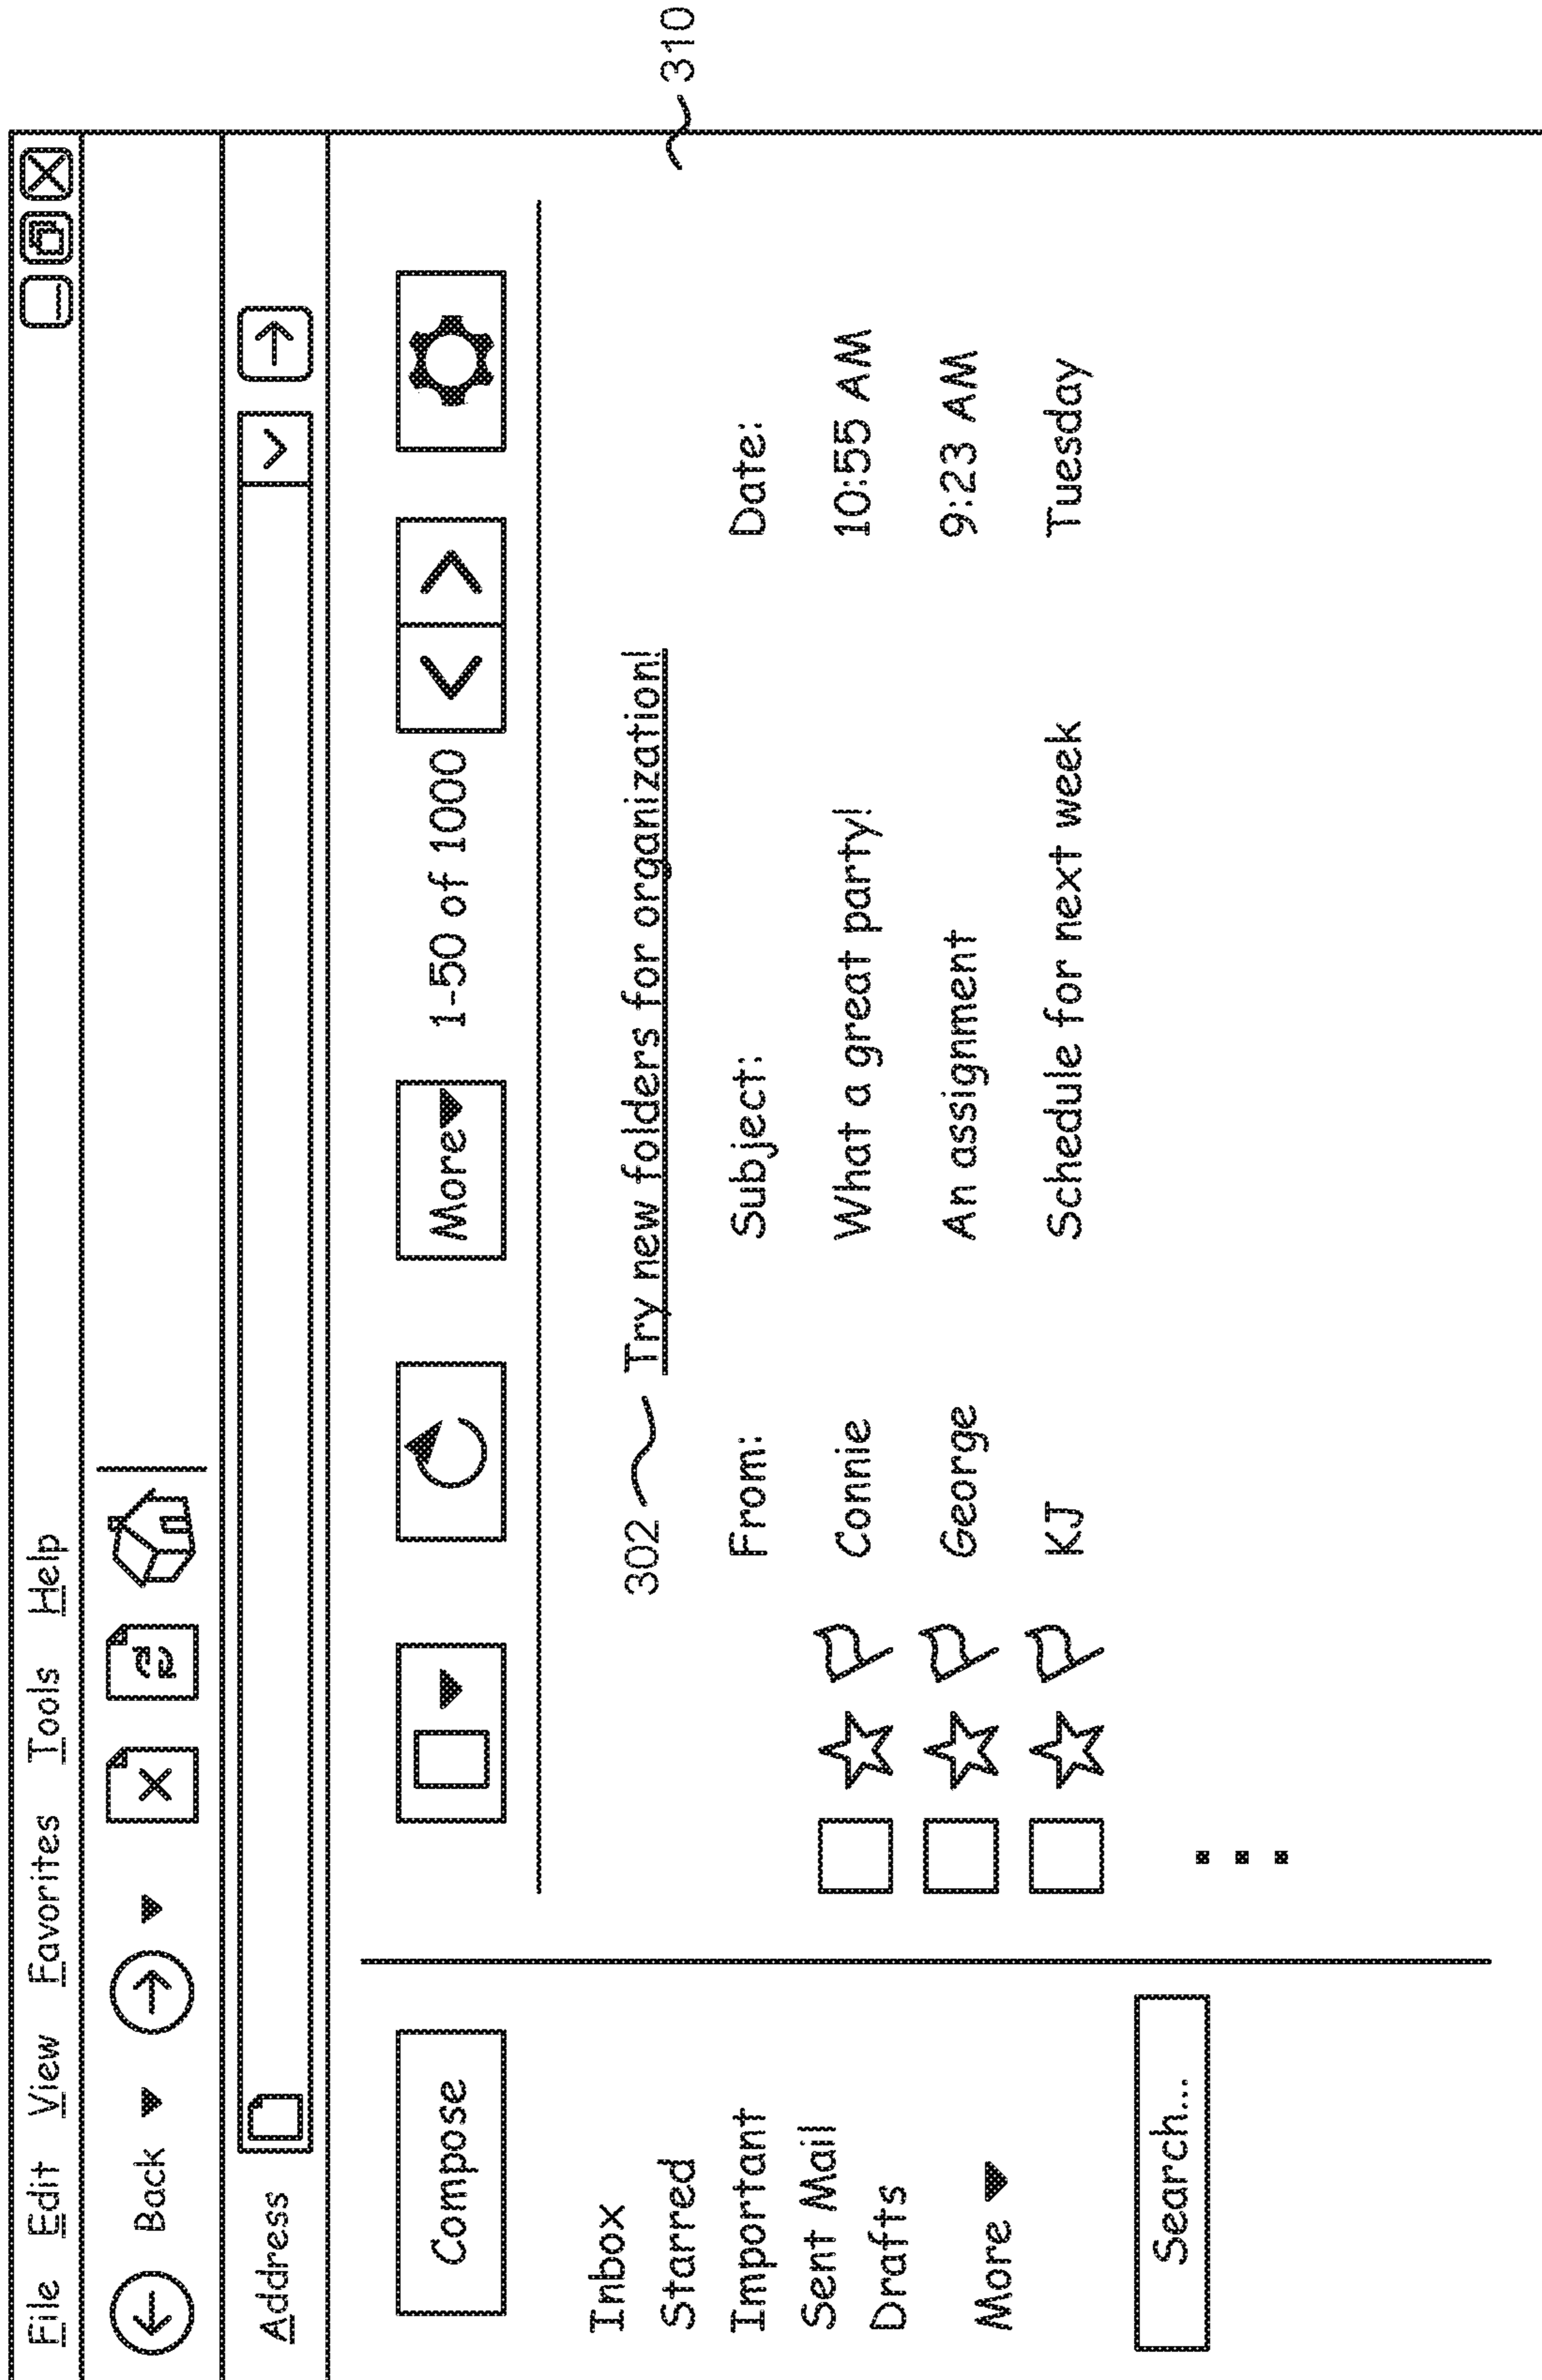 File Edit View Favorites Tools Help
Back
Address
Compose
More 1-50 of 1000
310
302 Try new folders for organization!
Inbox
Starred
Important
Sent Mail
Drafts
More
Search...
From: Subject: Date:
Connie What a great party! 10:55 AM
George An assignment 9:23 AM
KJ Schedule for next week Tuesday